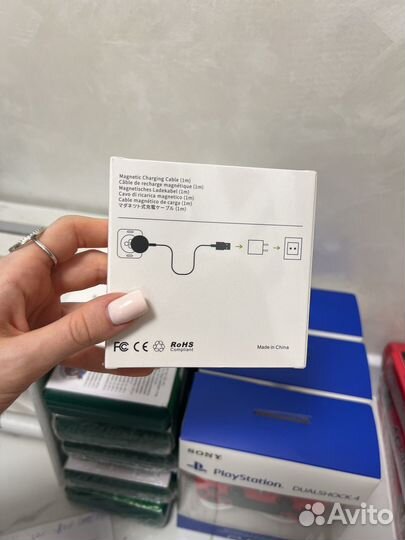 Magnetic Charging Cable (1m)
Câble de recharge magnétique (1m)
Magnetisches Ladekabel (1m)
Cavo di ricarica magnetico (1m)
Cable magnético de carga (1m)
マグネット式充電ケーブル (1m)
FC CE RoHS
Compliant
Made in China
SONY
PlayStation DUALSHOCK 4
Avito